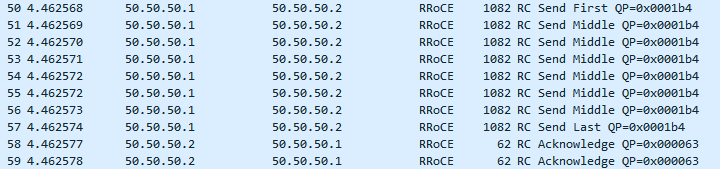 50 4.462568 50.50.50.1 50.50.50.2 RRoCE 1082 RC Send First QP=0x0001b4
51 4.462569 50.50.50.1 50.50.50.2 RRoCE 1082 RC Send Middle QP=0x0001b4
52 4.462570 50.50.50.1 50.50.50.2 RRoCE 1082 RC Send Middle QP=0x0001b4
53 4.462571 50.50.50.1 50.50.50.2 RRoCE 1082 RC Send Middle QP=0x0001b4
54 4.462572 50.50.50.1 50.50.50.2 RRoCE 1082 RC Send Middle QP=0x0001b4
55 4.462572 50.50.50.1 50.50.50.2 RRoCE 1082 RC Send Middle QP=0x0001b4
56 4.462573 50.50.50.1 50.50.50.2 RRoCE 1082 RC Send Middle QP=0x0001b4
57 4.462574 50.50.50.1 50.50.50.2 RRoCE 1082 RC Send Last QP=0x0001b4
58 4.462577 50.50.50.2 50.50.50.1 RRoCE 62 RC Acknowledge QP=0x000063
59 4.462578 50.50.50.2 50.50.50.1 RRoCE 62 RC Acknowledge QP=0x000063